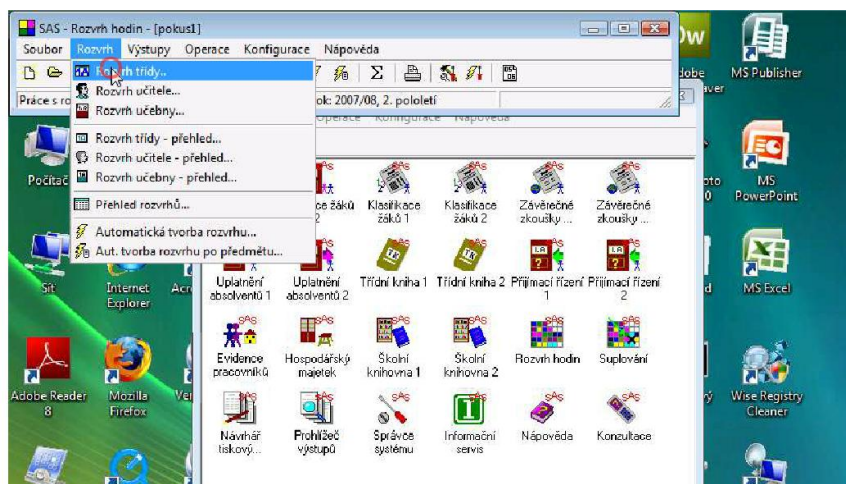 SAS - Rozvrh hodin - [pokus1]
Soubor Rozvrh Výstupy Operace Konfigurace Nápověda
Rozvrh třídy..
Rozvrh učitele...
Rozvrh učebny...
Rozvrh třídy - přehled...
Rozvrh učitele - přehled...
Rozvrh učebny - přehled...
Přehled rozvrhů...
Automatická tvorba rozvrhu...
Aut. tvorba rozvrhu po předmětu...
Práce s ro
ok: 2007/08, 2. pololetí
Operace Konfigurace Nápověda
Dw
MS Publisher
Počítač
ce žáků
2
Klasifikace
žáků 1
Klasifikace
žáků 2
Závěrečné
zkoušky ...
Závěrečné
zkoušky ...
MS
PowerPoint
Síť
Internet
Explorer
Uplatnění
absolventů 1
Uplatnění
absolventů 2
Třídní kniha 1
Třídní kniha 2
Přijímací řízení
1
Přijímací řízení
2
MS Excel
Adobe Reader
8
Mozilla
Firefox
Evidence
pracovníků
Hospodářský
majetek
Školní
knihovna 1
Školní
knihovna 2
Rozvrh hodin
Suplování
Wise Registry
Cleaner
Návrhář
tiskový...
Prohlížeč
výstupů
Správce
systému
Informační
servis
Nápověda
Konzultace